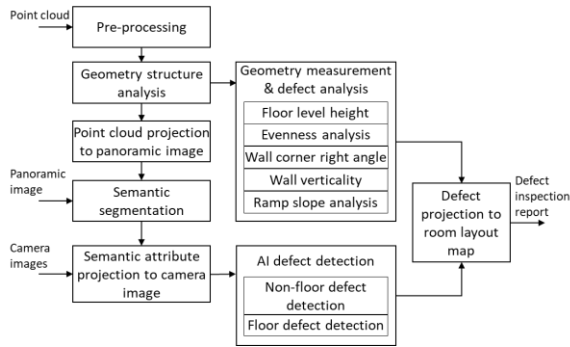 Point cloud
Pre-processing
Geometry structure
analysis
Point cloud projection
to panoramic image
Panoramic
image
Semantic
segmentation
Camera
images
Semantic attribute
projection to camera
image
Geometry measurement
& defect analysis
Floor level height
Evenness analysis
Wall corner right angle
Wall verticality
Ramp slope analysis
AI defect detection
Non-floor defect
detection
Floor defect detection
Defect
projection to
room layout
map
Defect
inspection
report